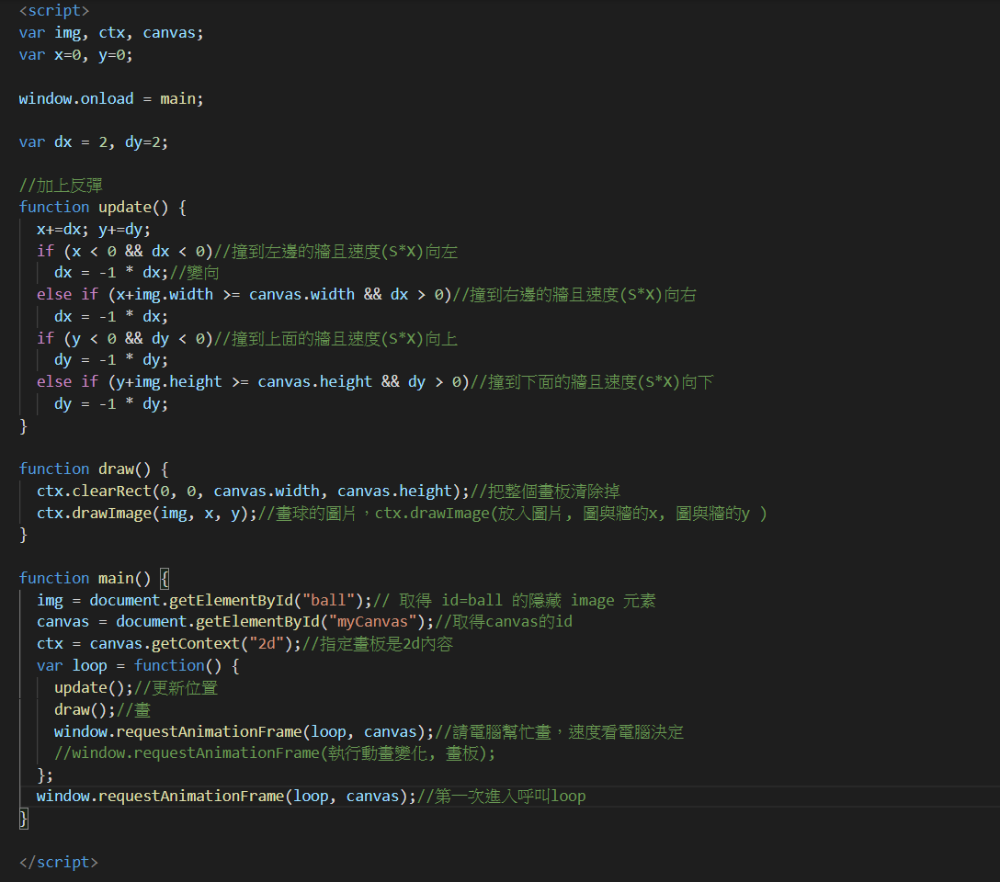 <script>
var img, ctx, canvas;
var x=0, y=0;
window.onload = main;
var dx = 2, dy=2;
//加上反彈
function update() {
x+=dx; y+=dy;
if (x < 0 && dx < 0)//撞到左邊的牆且速度(S*X)向左
dx = -1 * dx;//變向
else if (x+img.width >= canvas.width && dx > 0)//撞到右邊的牆且速度(S*X)向右
dx = -1 * dx;
if (y < 0 && dy < 0)//撞到上面的牆且速度(S*X)向上
dy = -1 * dy;
else if (y+img.height >= canvas.height && dy > 0)//撞到下面的牆且速度(S*X)向下
dy = -1 * dy;
}
function draw() {
ctx.clearRect(0, 0, canvas.width, canvas.height);//把整個畫板清除掉
ctx.drawImage(img, x, y);//畫球的圖片，ctx.drawImage(放入圖片, 圖與牆的x, 圖與牆的y )
}
function main() {
img = document.getElementById("ball");// 取得 id=ball 的隱藏 image 元素
canvas = document.getElementById("myCanvas");//取得canvas的id
ctx = canvas.getContext("2d");//指定畫板是2d內容
var loop = function() {
update();//更新位置
draw();//畫
window.requestAnimationFrame(loop, canvas);//請電腦幫忙畫，速度看電腦決定
//window.requestAnimationFrame(執行動畫變化, 畫板);
};
window.requestAnimationFrame(loop, canvas);//第一次進入呼叫loop
}
</script>